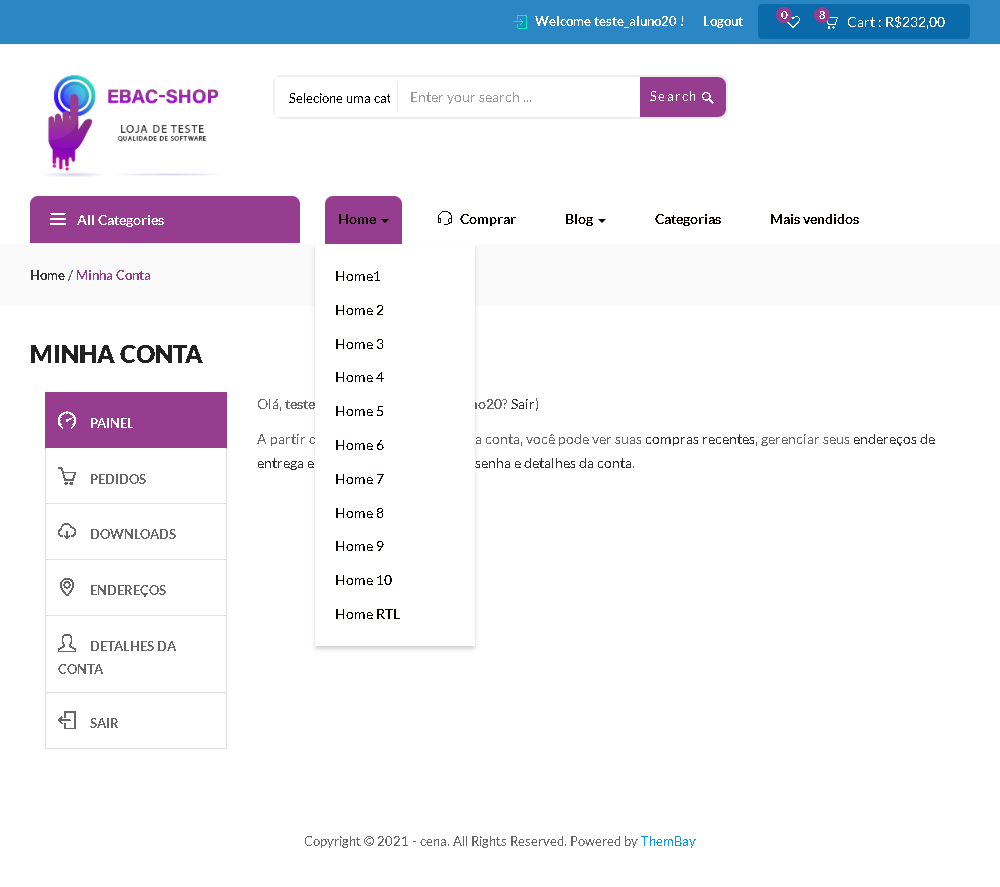 Welcome teste_aluno20 ! Logout 0 8 Cart : R$232,00
EBAC-SHOP
LOJA DE TESTE
QUALIDADE DE SOFTWARE
Selecione uma cat Enter your search ... Search
All Categories Home Comprar Blog Categorias Mais vendidos
Home / Minha Conta
Home1
Home 2
Home 3
Home 4
Home 5
Home 6
Home 7
Home 8
Home 9
Home 10
Home RTL
MINHA CONTA
PAINEL
PEDIDOS
DOWNLOADS
ENDEREÇOS
DETALHES DA
CONTA
SAIR
Olá, teste no20? Sair)
A partir a conta, você pode ver suas compras recentes, gerenciar seus endereços de
entrega e senha e detalhes da conta.
Copyright © 2021 - cena. All Rights Reserved. Powered by ThemBay